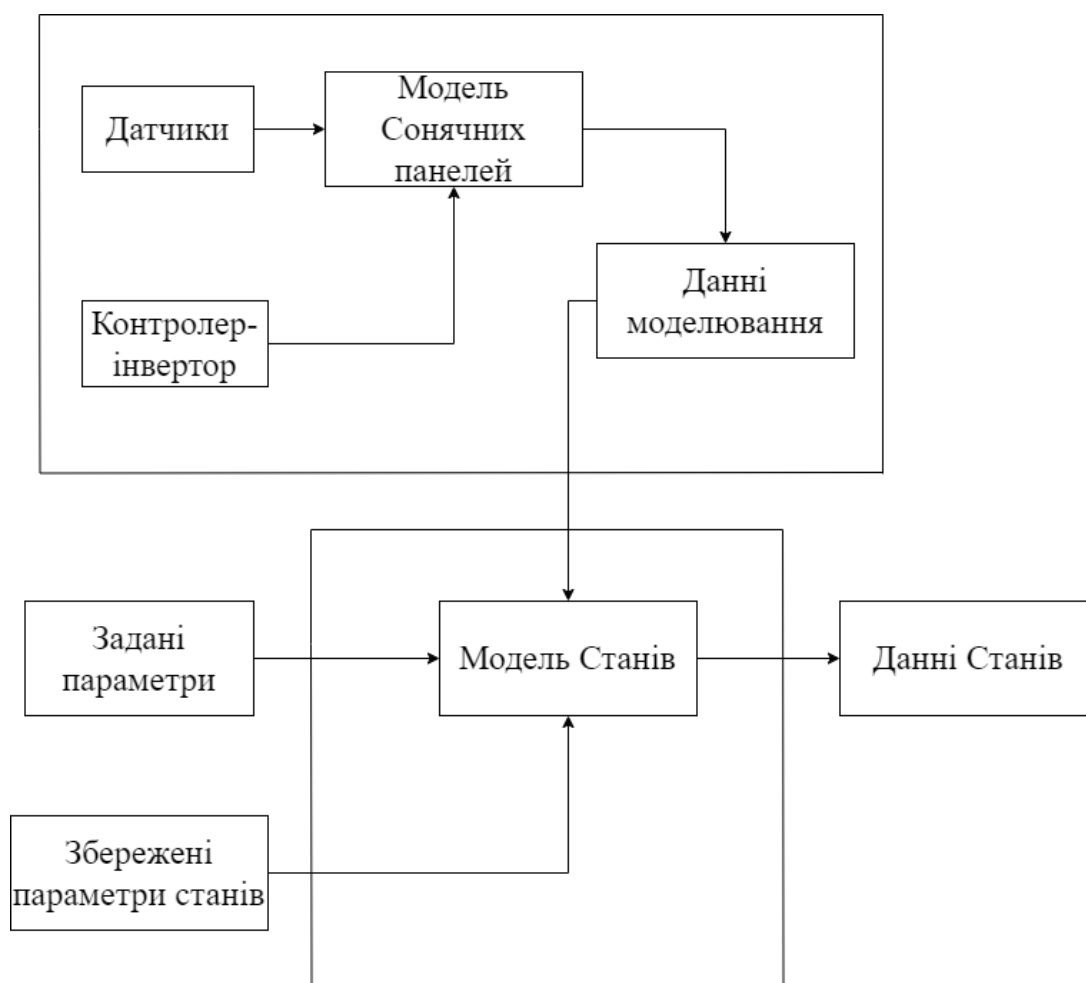 Датчики
Модель
Сонячних
панелей
Контролер-
інвертор
Данні
моделювання
Задані
параметри
Модель Станів
Данні Станів
Збережені
параметри станів